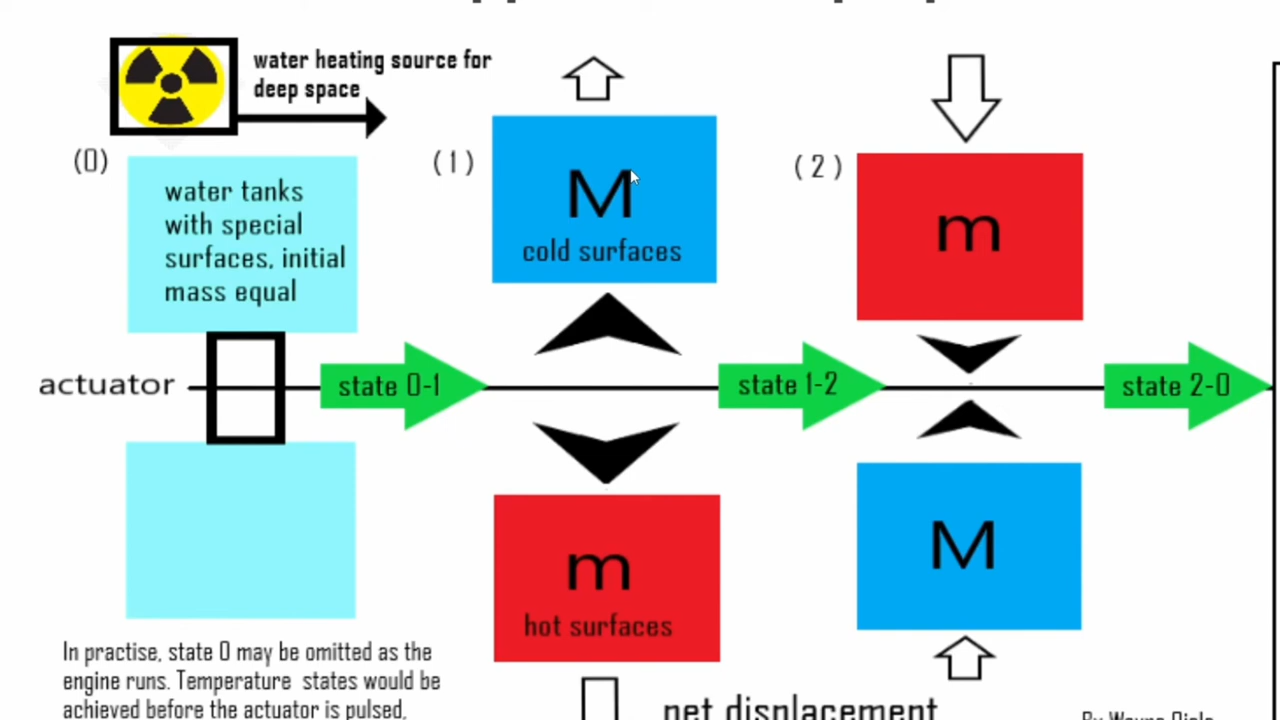 water heating source for
deep space
(0)
water tanks
with special
surfaces, initial
mass equal
actuator
state 0-1
(1)
M
cold surfaces
m
hot surfaces
state 1-2
(2)
m
M
state 2-0
In practise, state 0 may be omitted as the
engine runs. Temperature states would be
achieved before the actuator is pulsed,
net displacement